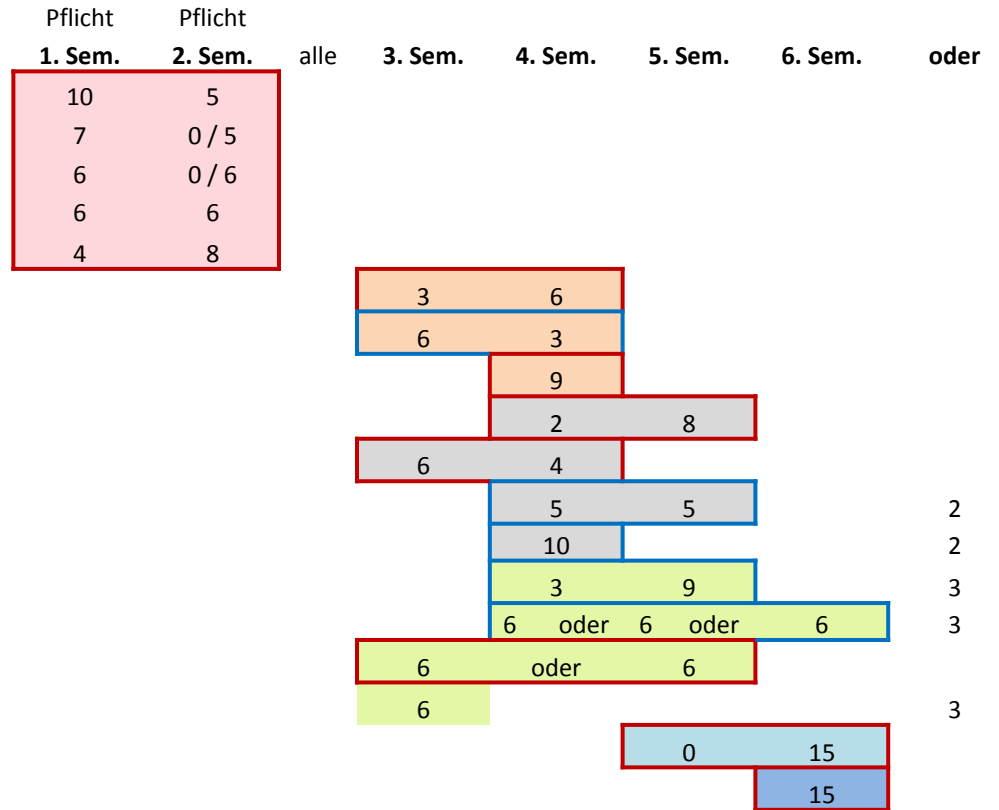 Pflicht Pflicht
1. Sem. 2. Sem. alle 3. Sem. 4. Sem. 5. Sem. 6. Sem. oder
10 5
7 0 / 5
6 0 / 6
6 6
4 8
3 6
6 3
9
2 8
6 4
5 5 2
10 2
3 9 3
6 oder 6 oder 6 3
6 oder 6
6 3
0 15
15